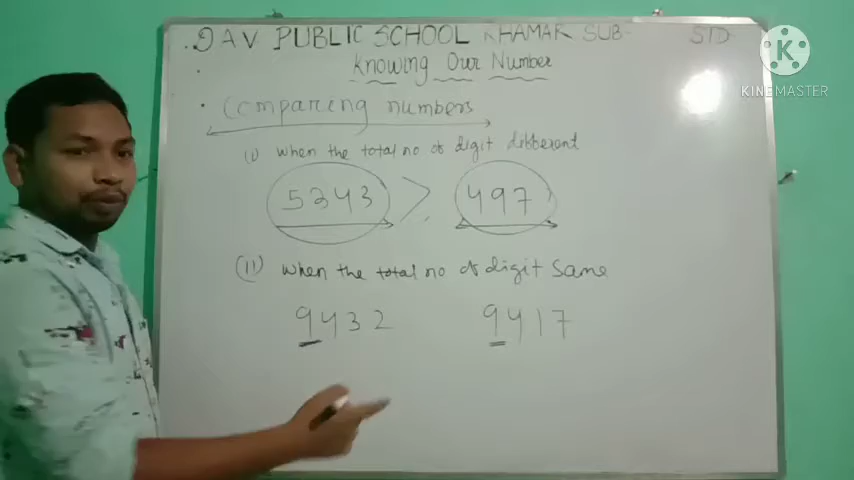 DAV PUBLIC SCHOOL KHAMAR SUB- STD-
Knowing Our Number
KINEMASTER
• Comparing numbers
(i) when the total no of digit different
5343 > 497
(ii) when the total no of digit same
9432 9417